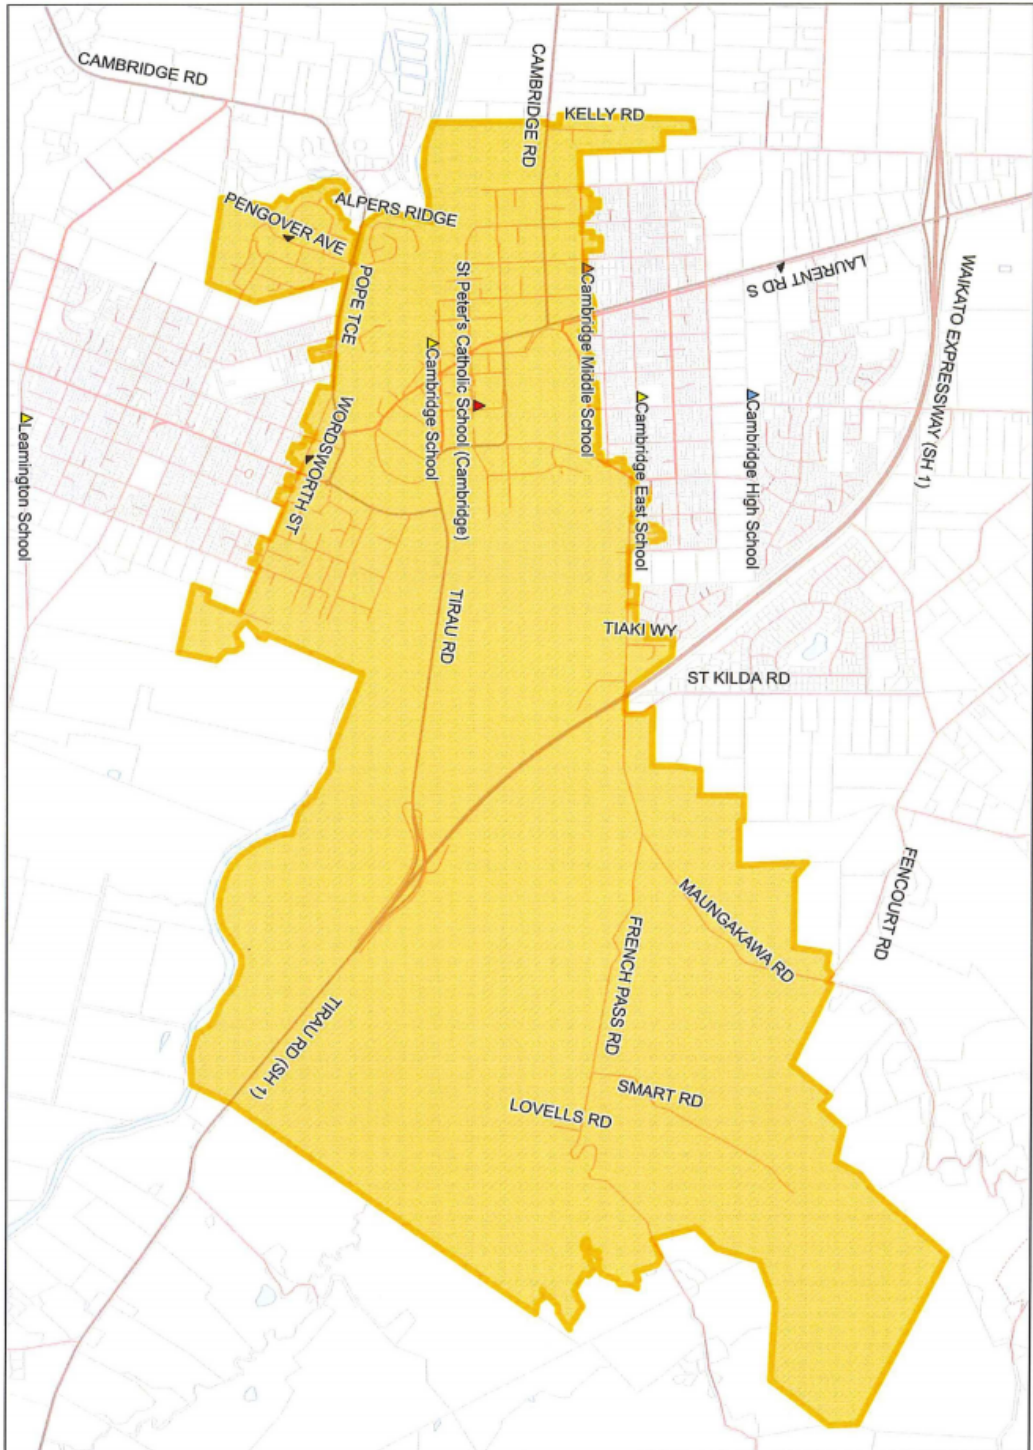 CAMBRIDGE RD
CAMBRIDGE RD
KELLY RD
ALPERS RIDGE
PENGOVER AVE
POPE TCE
St Peter's Catholic School (Cambridge)
Cambridge School
Cambridge Middle School
LAURENT RD S
WAIKATO EXPRESSWAY (SH 1)
Cambridge East School
Cambridge High School
WORDSWORTH ST
Leamington School
TIRAU RD
TIAKI WY
ST KILDA RD
FENCOURT RD
MAUNGAKAWA RD
FRENCH PASS RD
TIRAU RD (SH 1)
SMART RD
LOVELLS RD